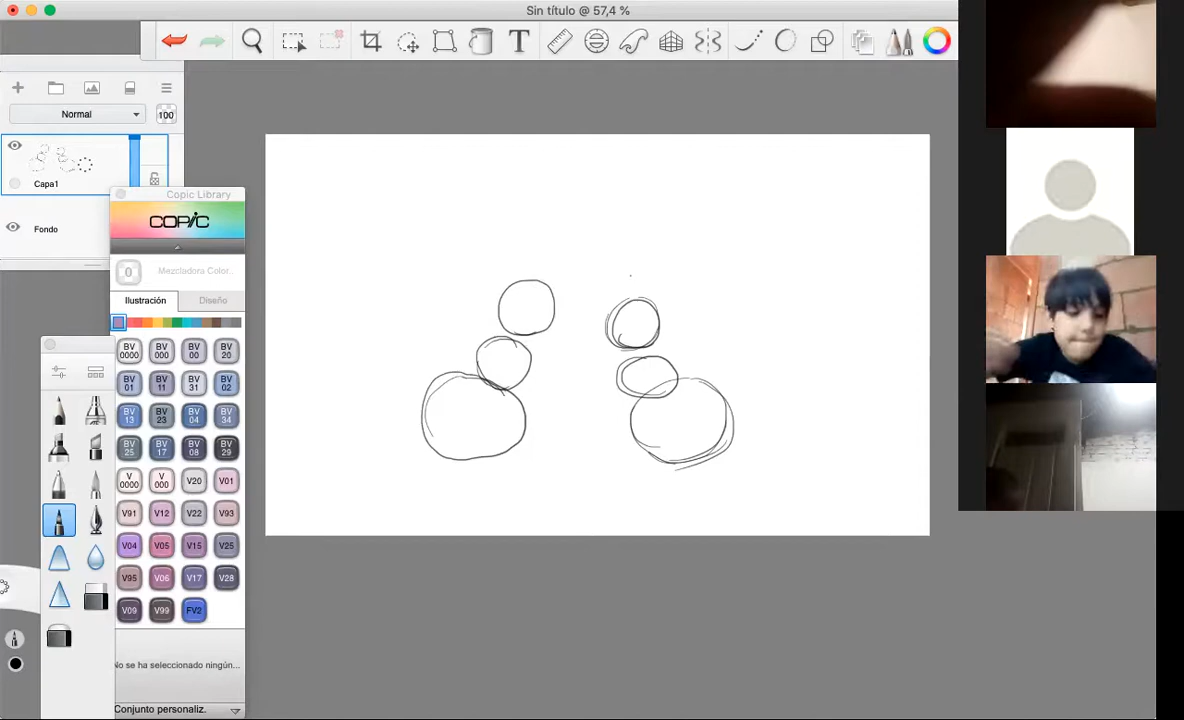 Sin título @ 57,4 %
T
Normal
100
Capa1
Fondo
Copic Library
COPIC
0 Mezcladora Color..
Ilustración Diseño
BV 0000 BV 000 BV 00 BV 20
BV 01 BV 11 BV 31 BV 02
BV 13 BV 23 BV 04 BV 34
BV 25 BV 17 BV 08 BV 29
V 0000 V 000 V20 V01
V91 V12 V22 V93
V04 V05 V15 V25
V95 V06 V17 V28
V09 V99 FV2
No se ha seleccionado ningún...
Conjunto personaliz.